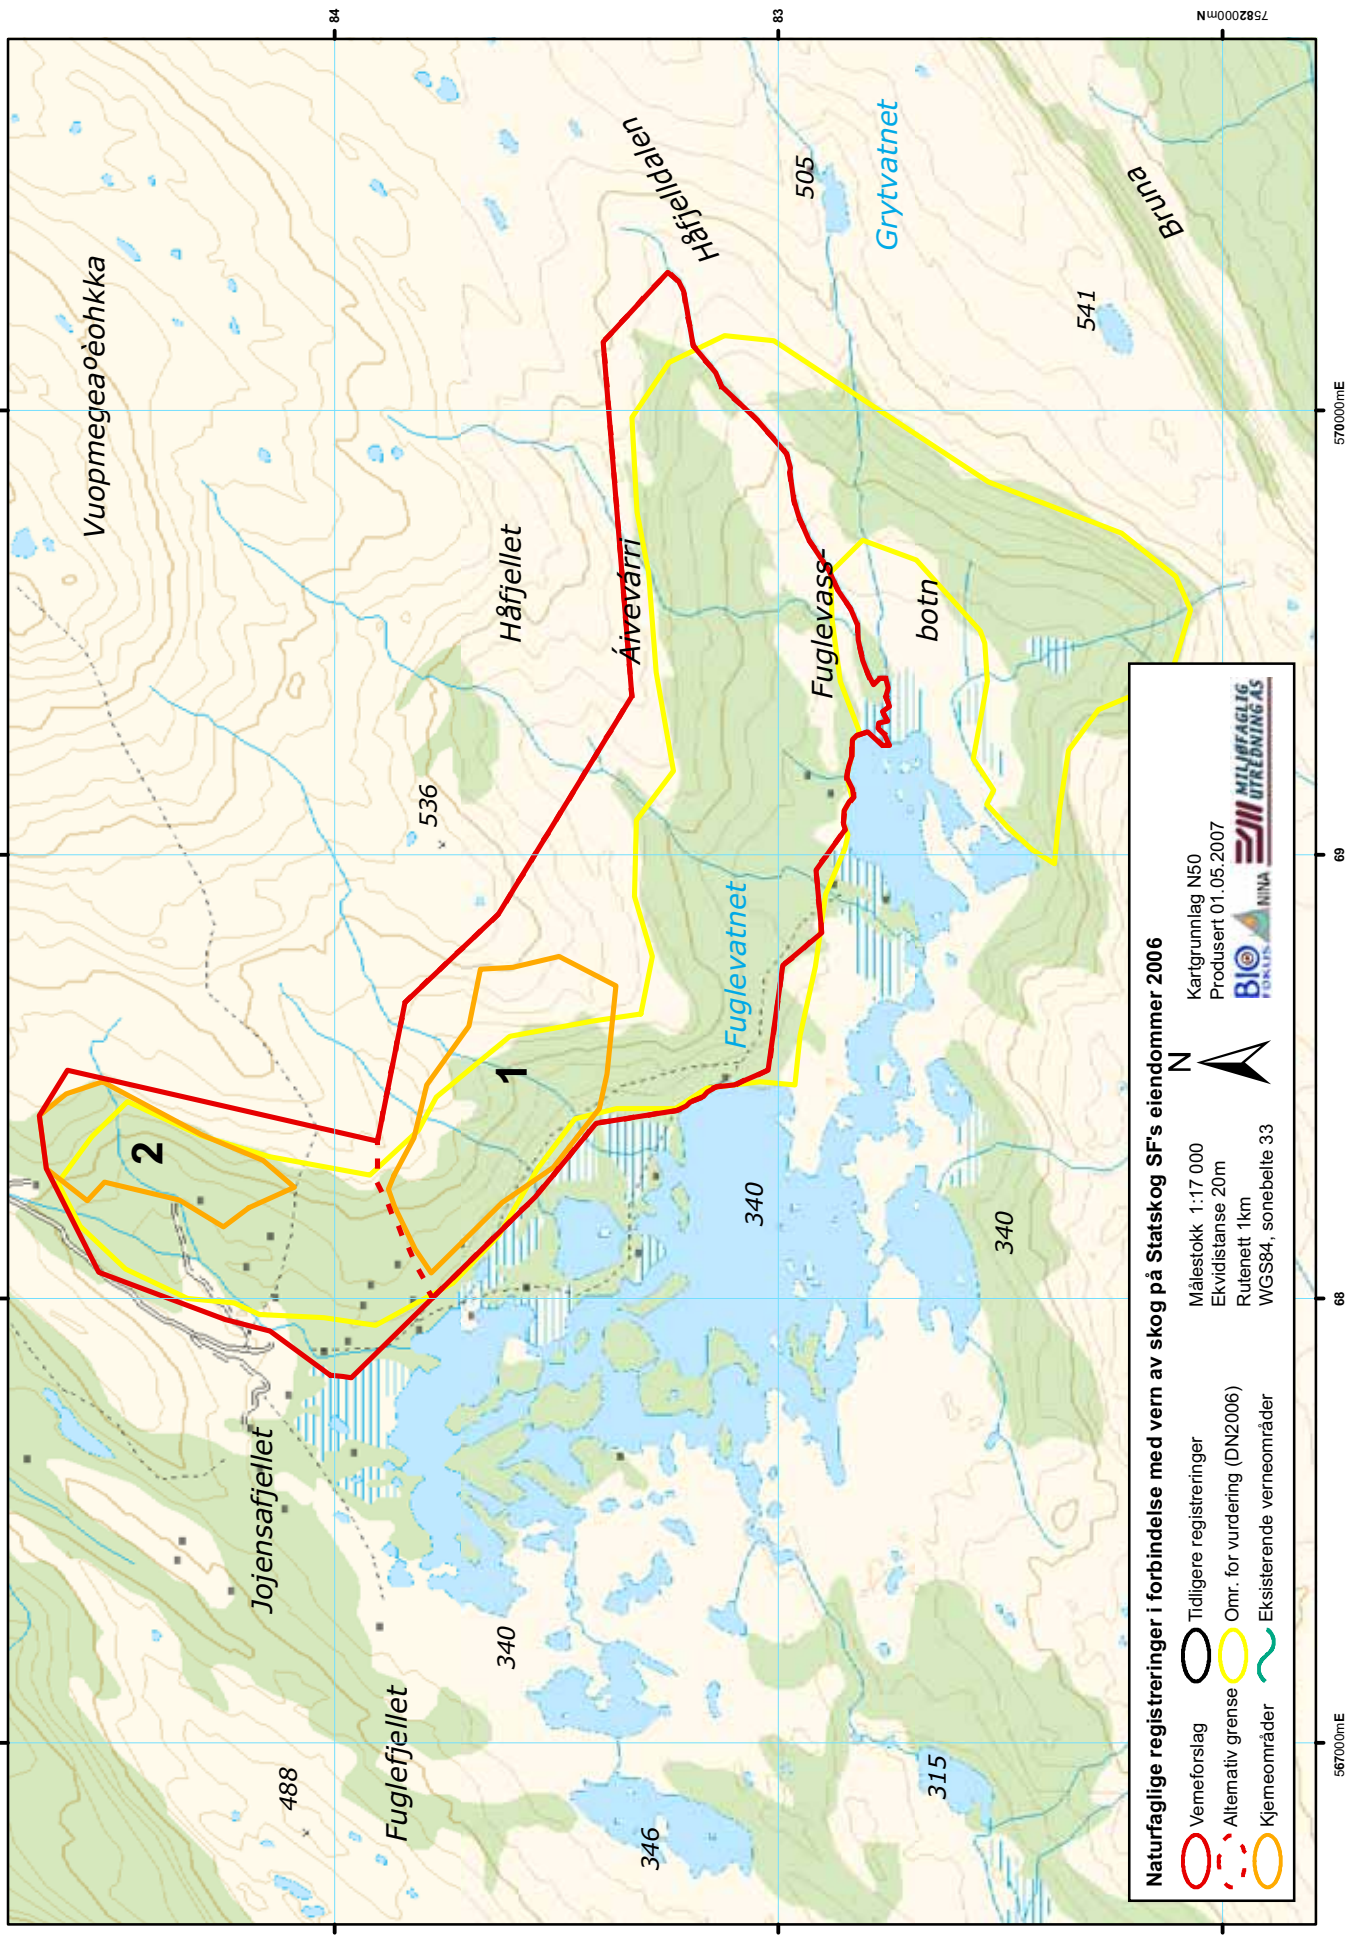 Vuopmegeaºèohkka
Håfjelldalen
505
Grytvatnet
541
Bruna
Håfjellet
Áivevárri
Fuglevass-
botn
536
Fuglevatnet
1
2
340
340
Jojensafjellet
340
Fuglefjellet
488
346
315
84
83
7582000mN
570000mE
69
68
567000mE
Naturfaglige registreringer i forbindelse med vern av skog på Statskog SF's eiendommer 2006
Verneforslag
Alternativ grense
Kjerneområder
Tidligere registreringer
Omr. for vurdering (DN2006)
Eksisterende verneområder
Målestokk 1:17 000
Ekvidistanse 20m
Rutenett 1km
WGS84, sonebelte 33
N
Kartgrunnlag N50
Produsert 01.05.2007
BIO
FOKUS
NINA
MILJØFAGLIG
UTREDNING AS